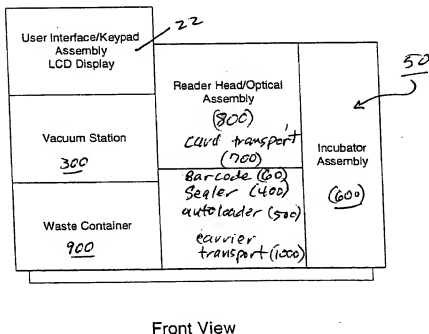 User Interface/Keypad
Assembly
LCD Display
22
50
Reader Head/Optical
Assembly
(800)
card transport
(700)
Vacuum Station
300
Incubator
Assembly
(600)
Barcode (60)
Sealer (400)
autoloader (500)
carrier
transport (1000)
Waste Container
900
Front View